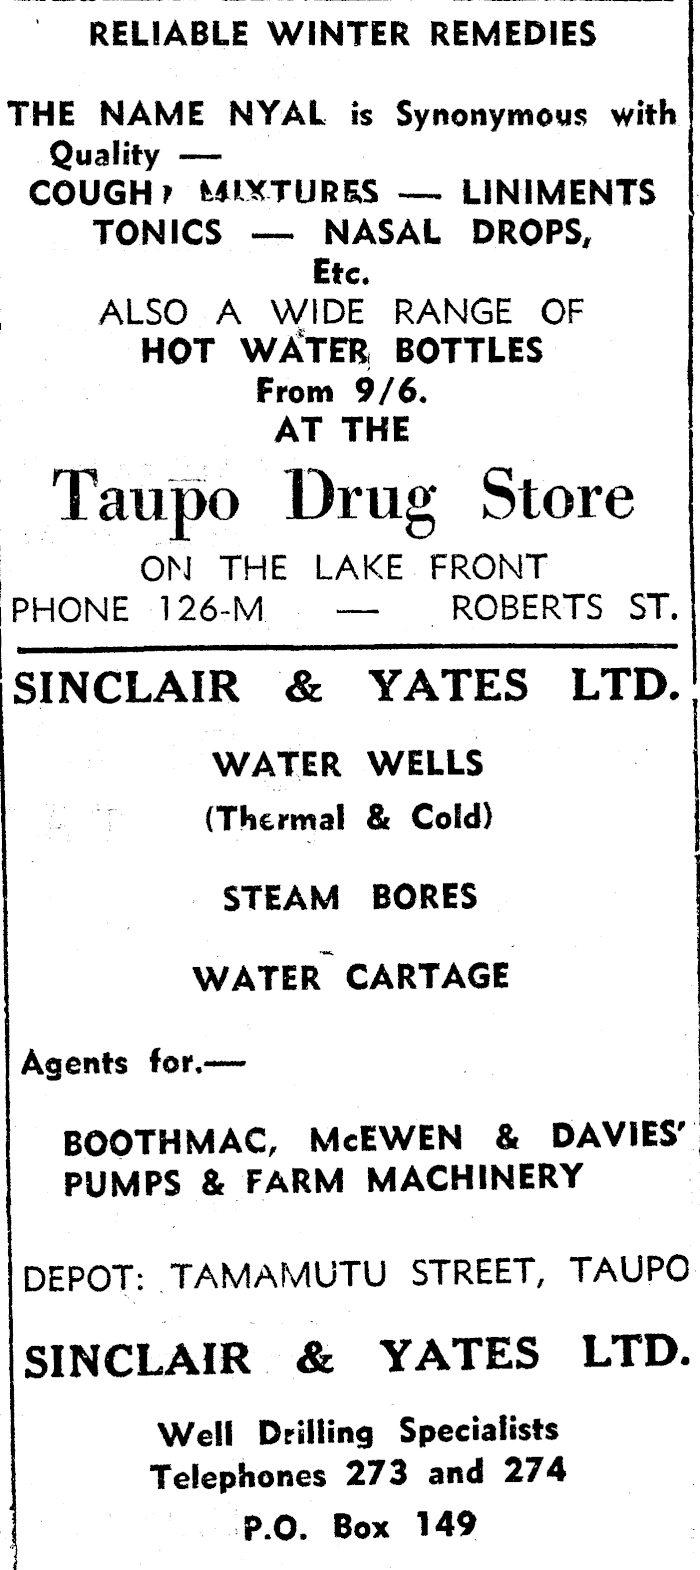 RELIABLE WINTER REMEDIES
THE NAME NYAL is Synonymous with
Quality —
COUGH MIXTURES — LINIMENTS
TONICS — NASAL DROPS,
Etc.
ALSO A WIDE RANGE OF
HOT WATER BOTTLES
From 9/6.
AT THE
Taupo Drug Store
ON THE LAKE FRONT
PHONE 126-M — ROBERTS ST.
SINCLAIR & YATES LTD.
WATER WELLS
(Thermal & Cold)
STEAM BORES
WATER CARTAGE
Agents for.—
BOOTHMAC, McEWEN & DAVIES'
PUMPS & FARM MACHINERY
DEPOT: TAMAMUTU STREET, TAUPO
SINCLAIR & YATES LTD.
Well Drilling Specialists
Telephones 273 and 274
P.O. Box 149